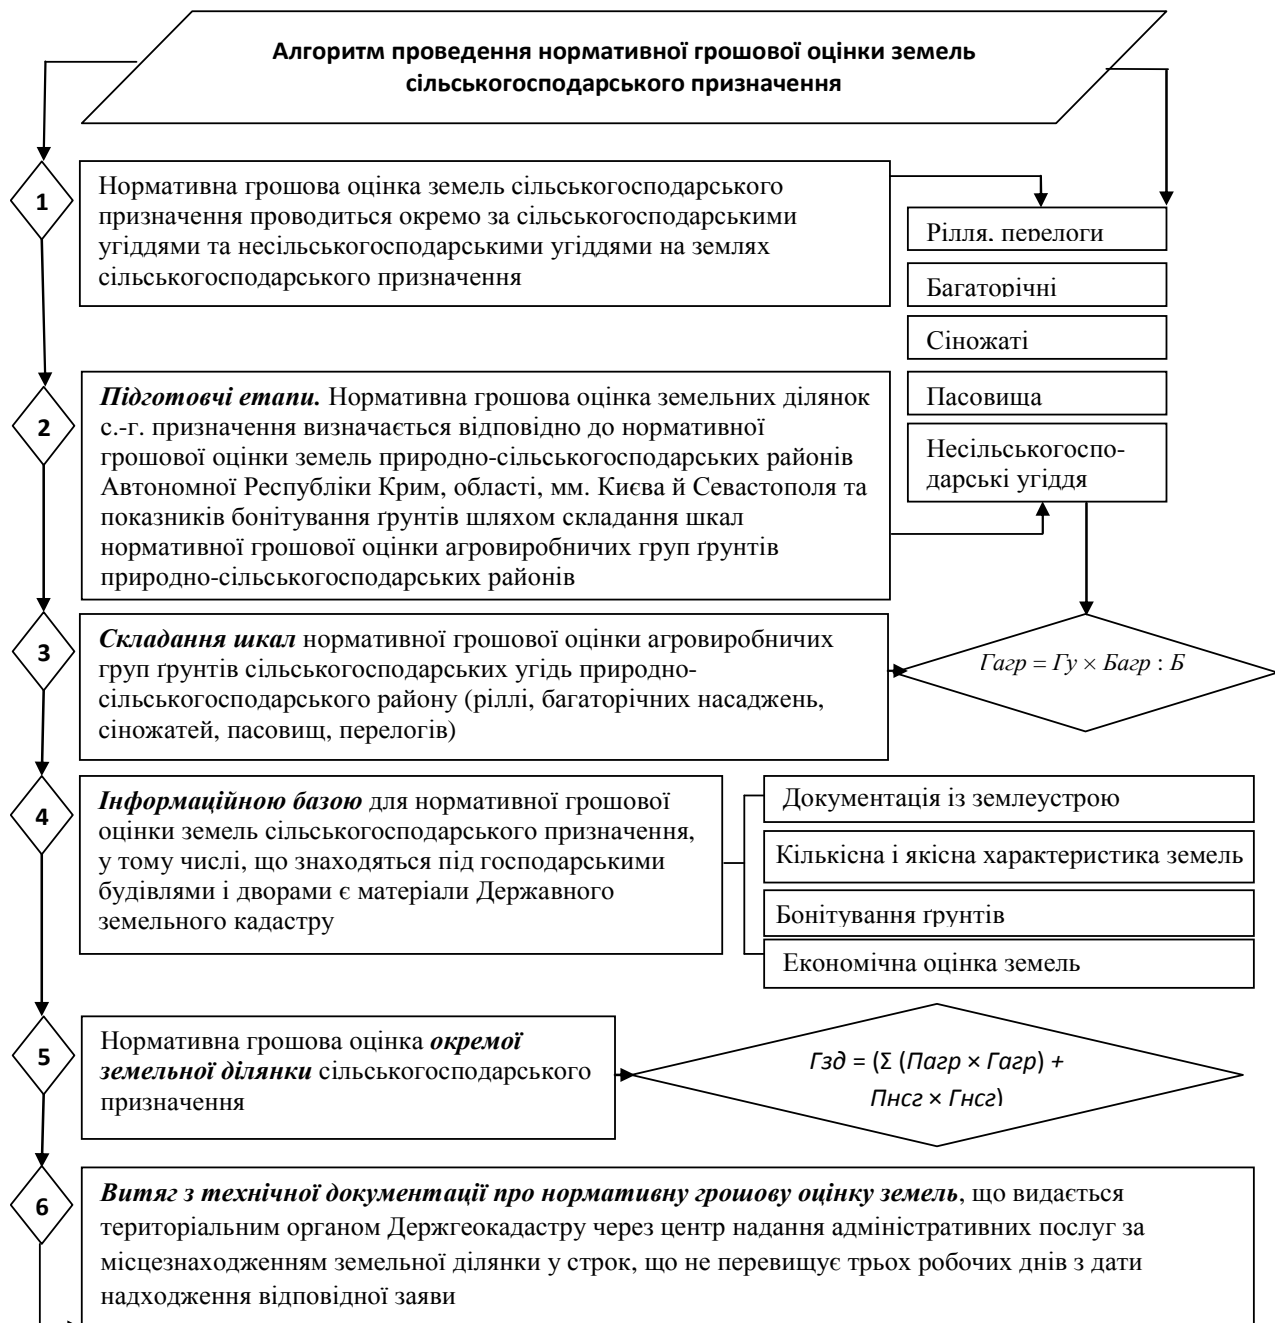 Алгоритм проведення нормативної грошової оцінки земель
сільськогосподарського призначення
1
Нормативна грошова оцінка земель сільськогосподарського
призначення проводиться окремо за сільськогосподарськими
угіддями та несільськогосподарськими угіддями на землях
сільськогосподарського призначення
Рілля, перелоги
Багаторічні
Сіножаті
Пасовища
Несільськогоспо-
дарські угіддя
2
Підготовчі етапи. Нормативна грошова оцінка земельних ділянок
с.-г. призначення визначається відповідно до нормативної
грошової оцінки земель природно-сільськогосподарських районів
Автономної Республіки Крим, області, мм. Києва й Севастополя та
показників бонітування ґрунтів шляхом складання шкал
нормативної грошової оцінки агровиробничих груп ґрунтів
природно-сільськогосподарських районів
3
Складання шкал нормативної грошової оцінки агровиробничих
груп ґрунтів сільськогосподарських угідь природно-
сільськогосподарського району (ріллі, багаторічних насаджень,
сіножатей, пасовищ, перелогів)
Гагр = Гу × Багр : Б
4
Інформаційною базою для нормативної грошової
оцінки земель сільськогосподарського призначення,
у тому числі, що знаходяться під господарськими
будівлями і дворами є матеріали Державного
земельного кадастру
Документація із землеустрою
Кількісна і якісна характеристика земель
Бонітування ґрунтів
Економічна оцінка земель
5
Нормативна грошова оцінка окремої
земельної ділянки сільськогосподарського
призначення
Гзд = (Σ (Пагр × Гагр) +
Пнсг × Гнсг)
6
Витяг з технічної документації про нормативну грошову оцінку земель, що видається
територіальним органом Держгеокадастру через центр надання адміністративних послуг за
місцезнаходженням земельної ділянки у строк, що не перевищує трьох робочих днів з дати
надходження відповідної заяви